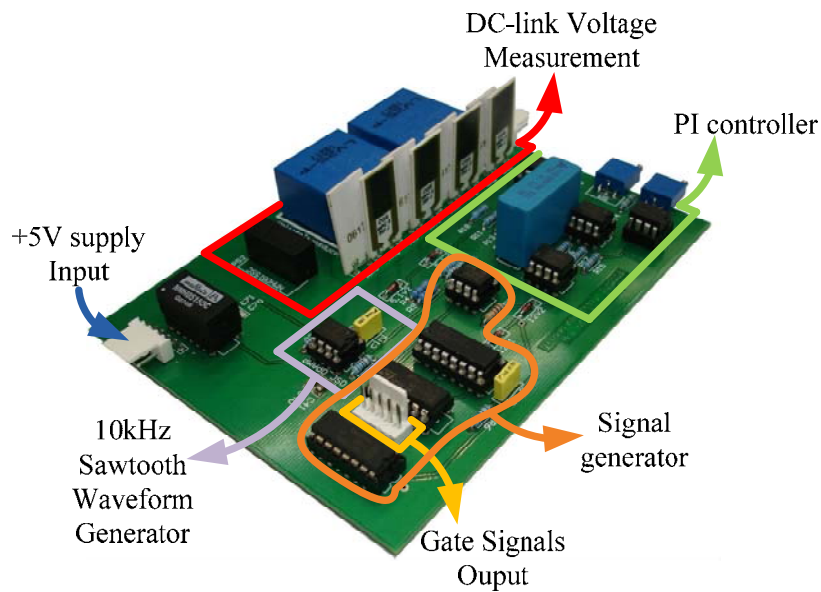 DC-link Voltage
Measurement
PI controller
+5V supply
Input
10kHz
Sawtooth
Waveform
Generator
Signal
generator
Gate Signals
Ouput